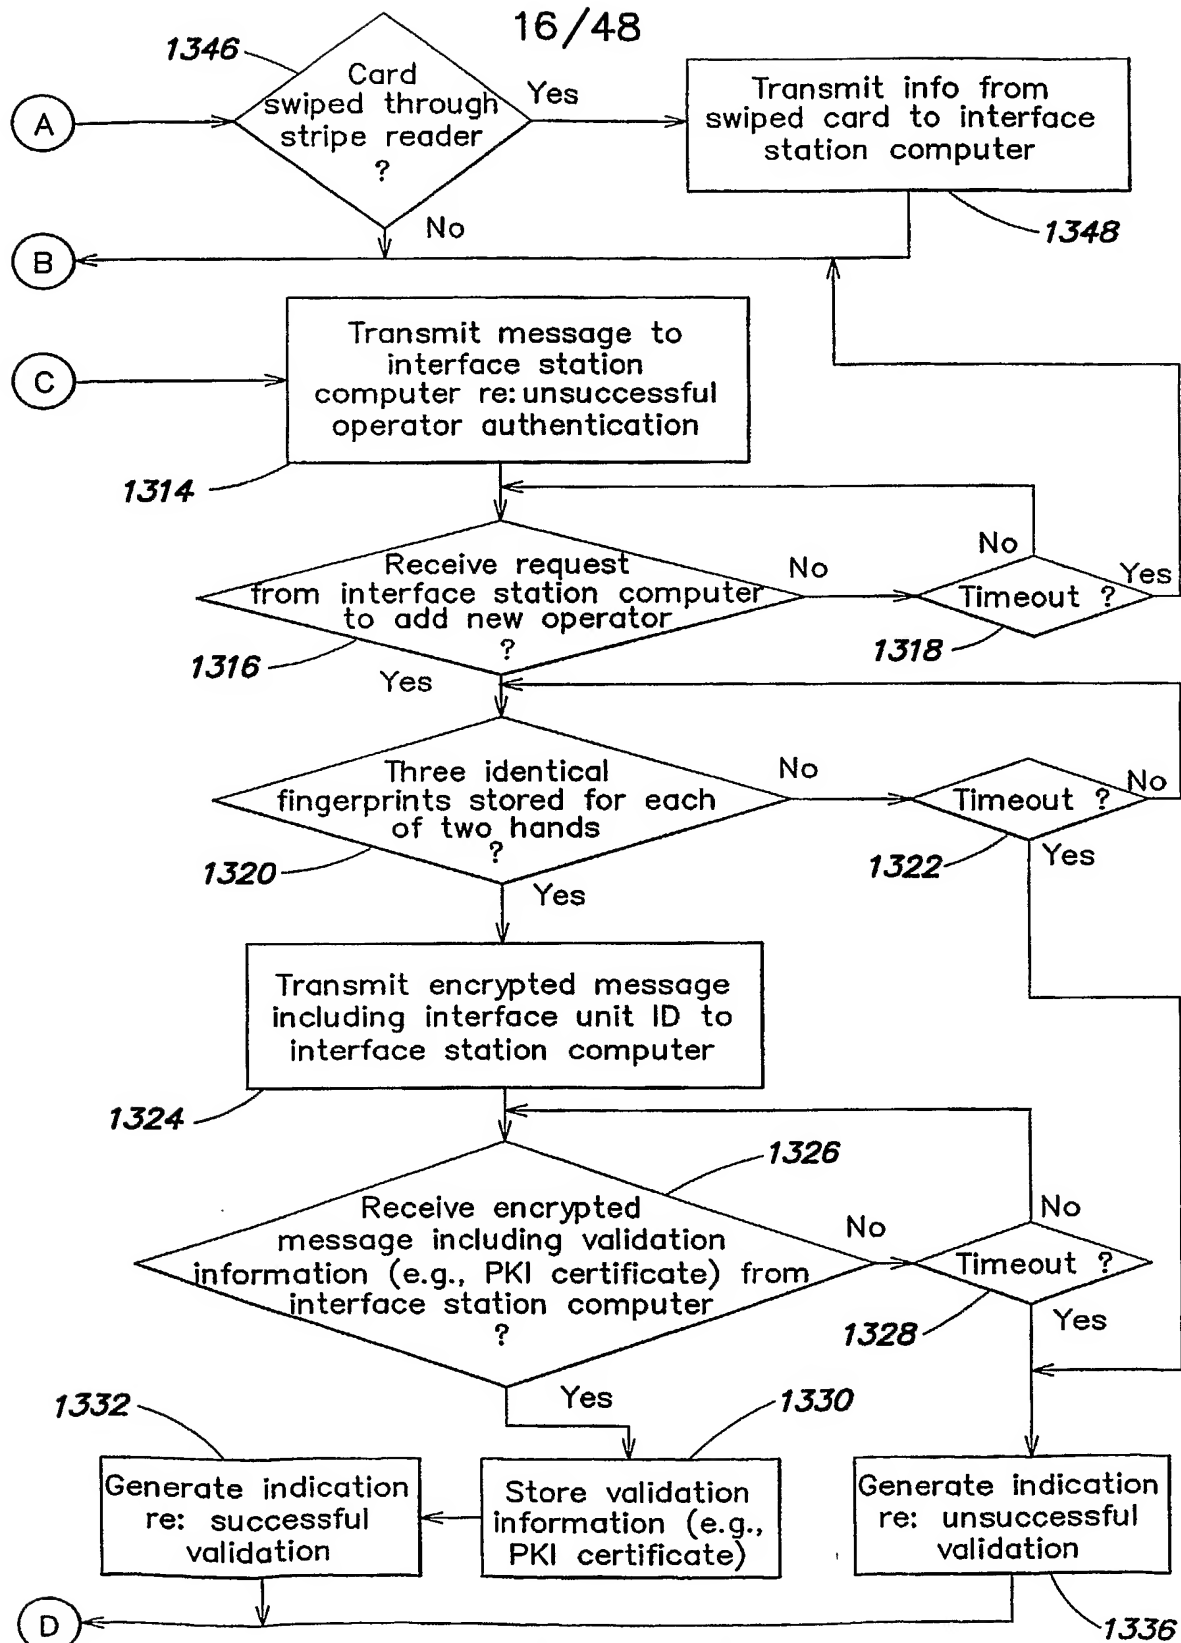 16/48
1346
Card
swiped through
stripe reader
?
Yes
No
Transmit info from
swiped card to interface
station computer
1348
A
B
C
Transmit message to
interface station
computer re: unsuccessful
operator authentication
1314
Receive request
from interface station computer
to add new operator
?
1316
No
Yes
Timeout ?
No
Yes
1318
Three identical
fingerprints stored for each
of two hands
?
1320
No
Yes
Timeout ?
No
Yes
1322
Transmit encrypted message
including interface unit ID to
interface station computer
1324
1326
Receive encrypted
message including validation
information (e.g., PKI certificate) from
interface station computer
?
No
Yes
Timeout ?
No
Yes
1328
1332
Generate indication
re: successful
validation
1330
Store validation
information (e.g.,
PKI certificate)
Generate indication
re: unsuccessful
validation
1336
D